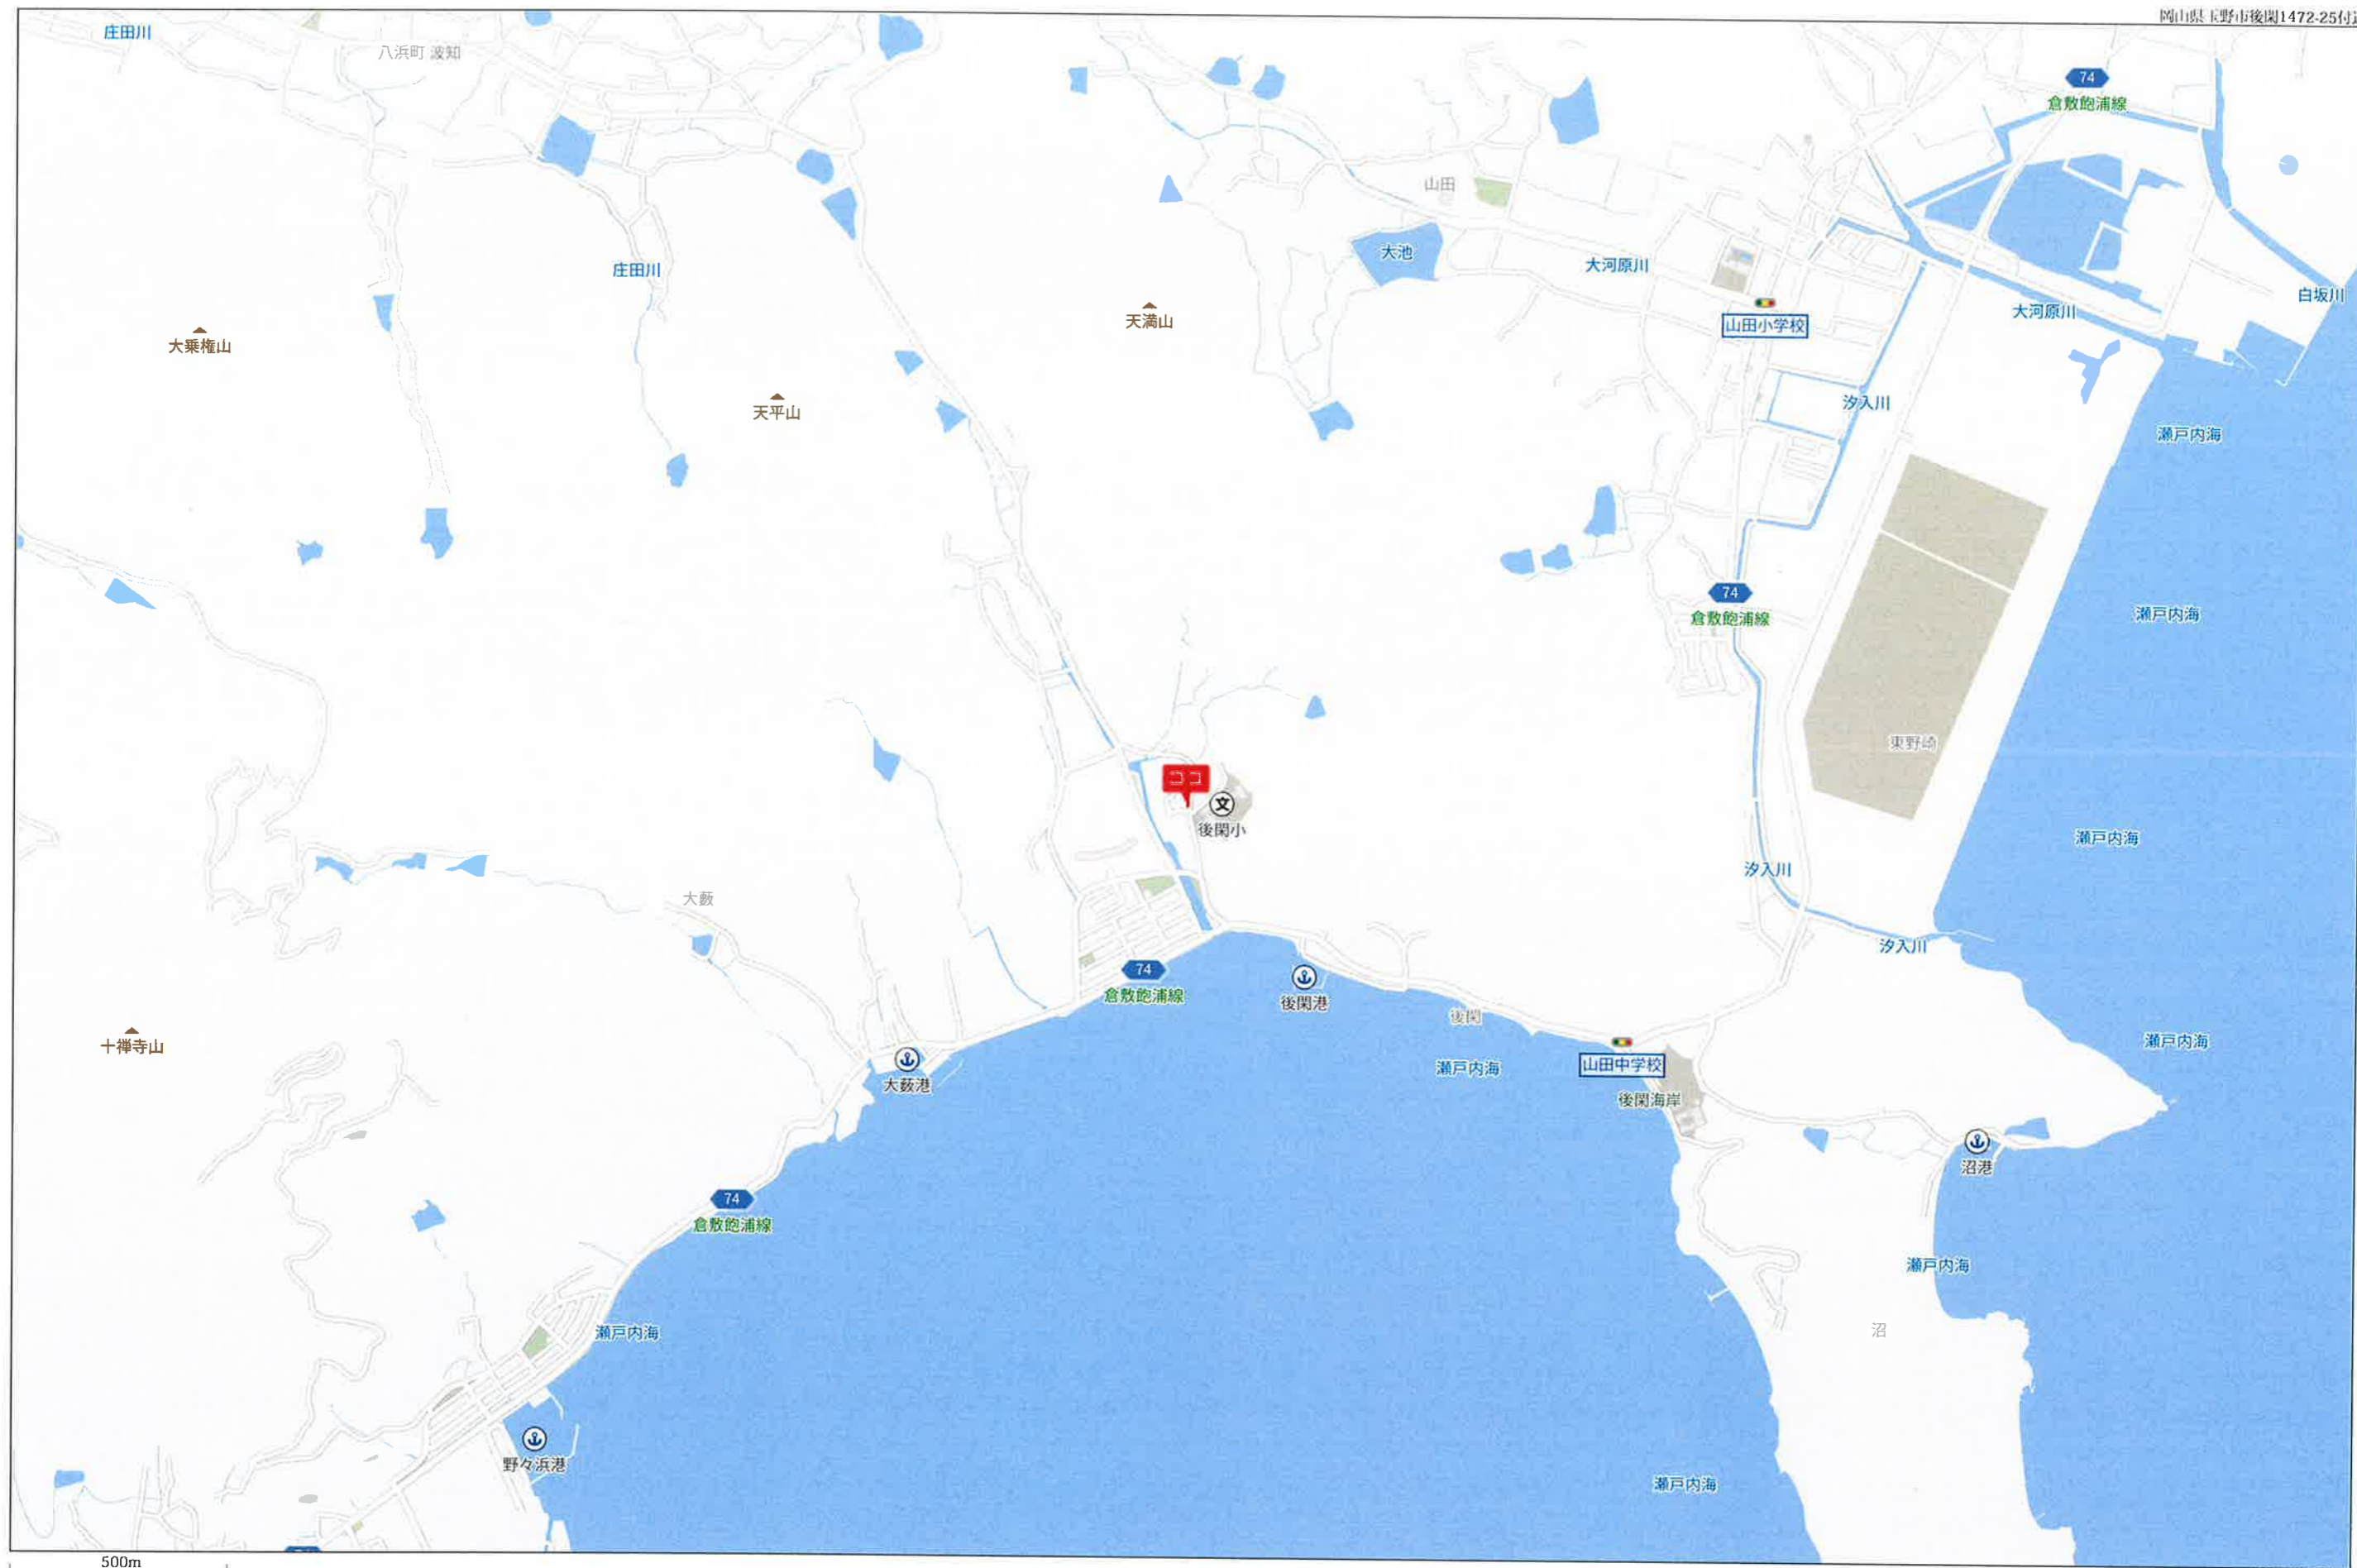 岡山県玉野市後閑1472-25付近
庄田川
八浜町 波知
74
倉敷飽浦線
山田
大池
大河原川
庄田川
白坂川
大河原川
天満山
山田小学校
大乗権山
天平山
汐入川
瀬戸内海
74
倉敷飽浦線
瀬戸内海
東野崎
ココ
文
後閑小
瀬戸内海
汐入川
大藪
汐入川
74
倉敷飽浦線
後閑港
後閑
十禅寺山
瀬戸内海
大薮港
瀬戸内海
山田中学校
後閑海岸
沼港
74
倉敷飽浦線
瀬戸内海
瀬戸内海
沼
野々浜港
瀬戸内海
500m